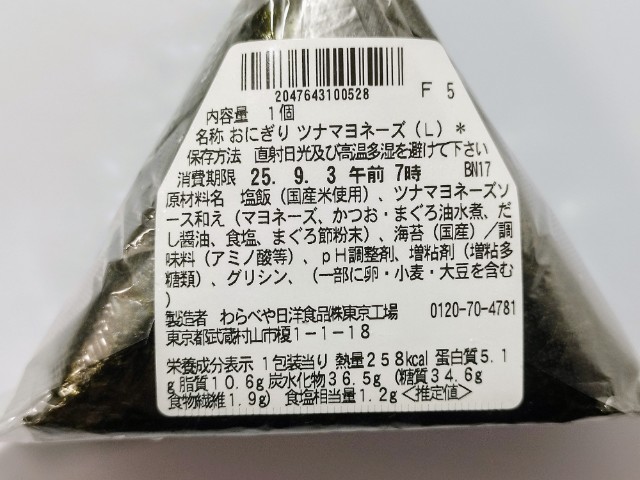 2047643100528
F 5
内容量 1個
名称 おにぎり ツナマヨネーズ(L) *
保存方法 直射日光及び高温多湿を避けて下さい
消費期限 25. 9. 3 午前 7時 BN17
原材料名 塩飯(国産米使用)、ツナマヨネーズソ
ース和え(マヨネーズ、かつお・まぐろ油水煮、だ
し醤油、食塩、まぐろ節粉末)、海苔(国産)/調
味料(アミノ酸等)、pH調整剤、増粘剤(増粘多
糖類)、グリシン、(一部に卵・小麦・大豆を含む
)
製造者 わらべや日洋食品㈱東京工場 0120-70-4781
東京都武蔵村山市榎1-1-18
栄養成分表示 1包装当り 熱量258kcal 蛋白質5.1
g 脂質10.6g 炭水化物36.5g (糖質34.6g
食物繊維1.9g) 食塩相当量1.2g <推定値>